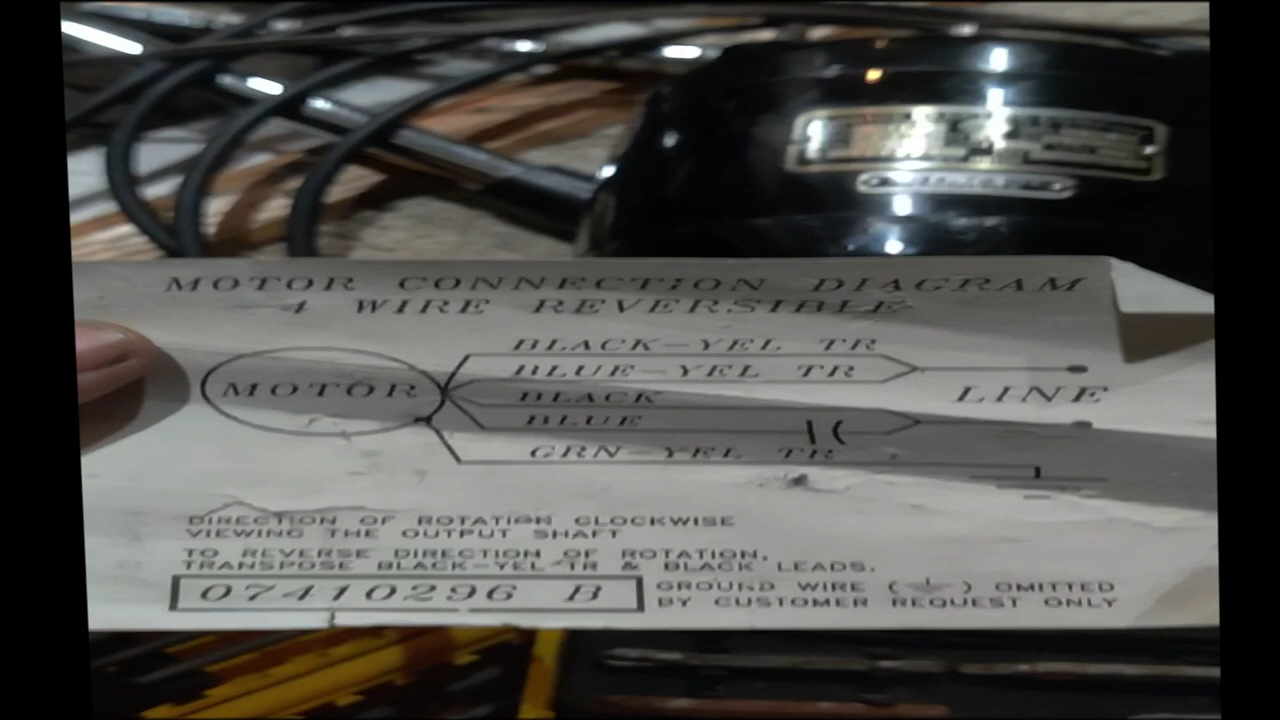 MOTOR CONNECTION DIAGRAM
4 WIRE REVERSIBLE
BLACK-YEL TR
BLUE-YEL TR
MOTOR
BLACK
LINE
BLUE
GRN-YEL TR
DIRECTION OF ROTATION CLOCKWISE
VIEWING THE OUTPUT SHAFT
TO REVERSE DIRECTION OF ROTATION,
TRANSPOSE BLACK-YEL TR & BLACK LEADS.
07410296 B
GROUND WIRE ( ⏚ ) OMITTED
BY CUSTOMER REQUEST ONLY